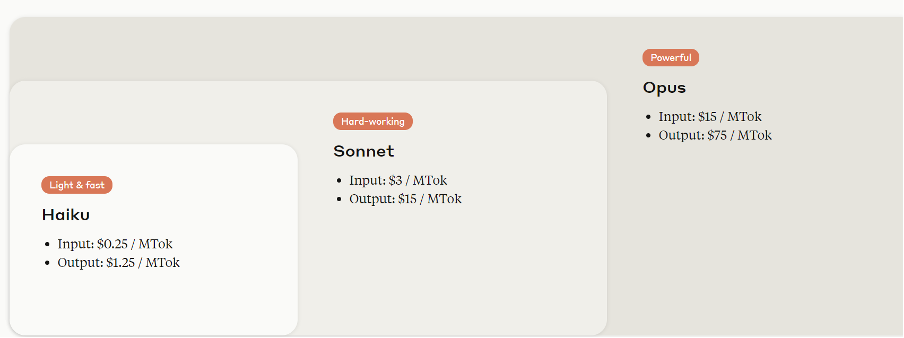 Light & fast
Haiku
Input: $0.25 / MTok
Output: $1.25 / MTok
Hard-working
Sonnet
Input: $3 / MTok
Output: $15 / MTok
Powerful
Opus
Input: $15 / MTok
Output: $75 / MTok